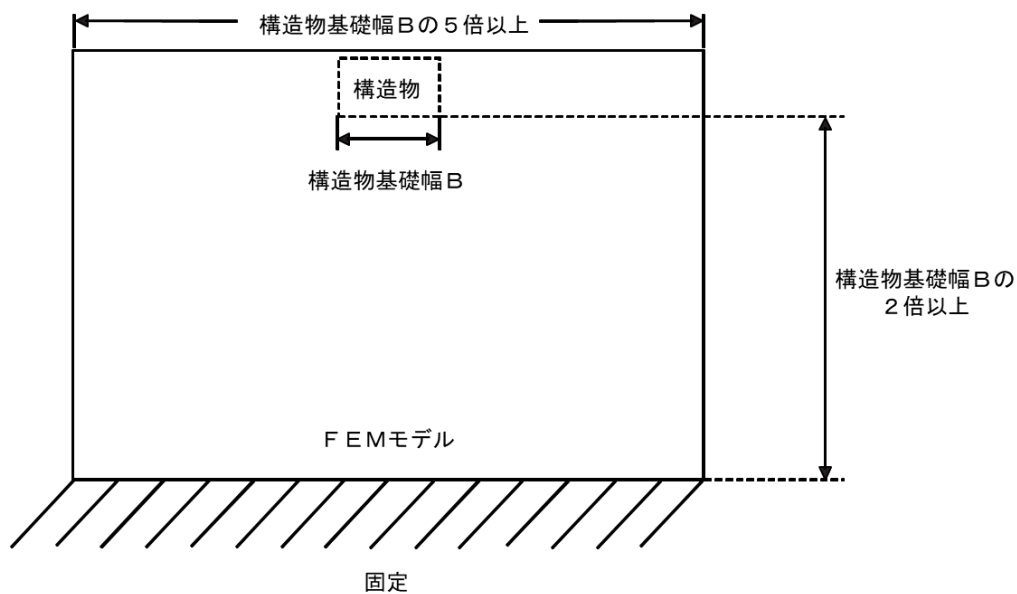 構造物基礎幅Ｂの５倍以上
構造物
構造物基礎幅Ｂ
構造物基礎幅Ｂの
２倍以上
ＦＥＭモデル
固定